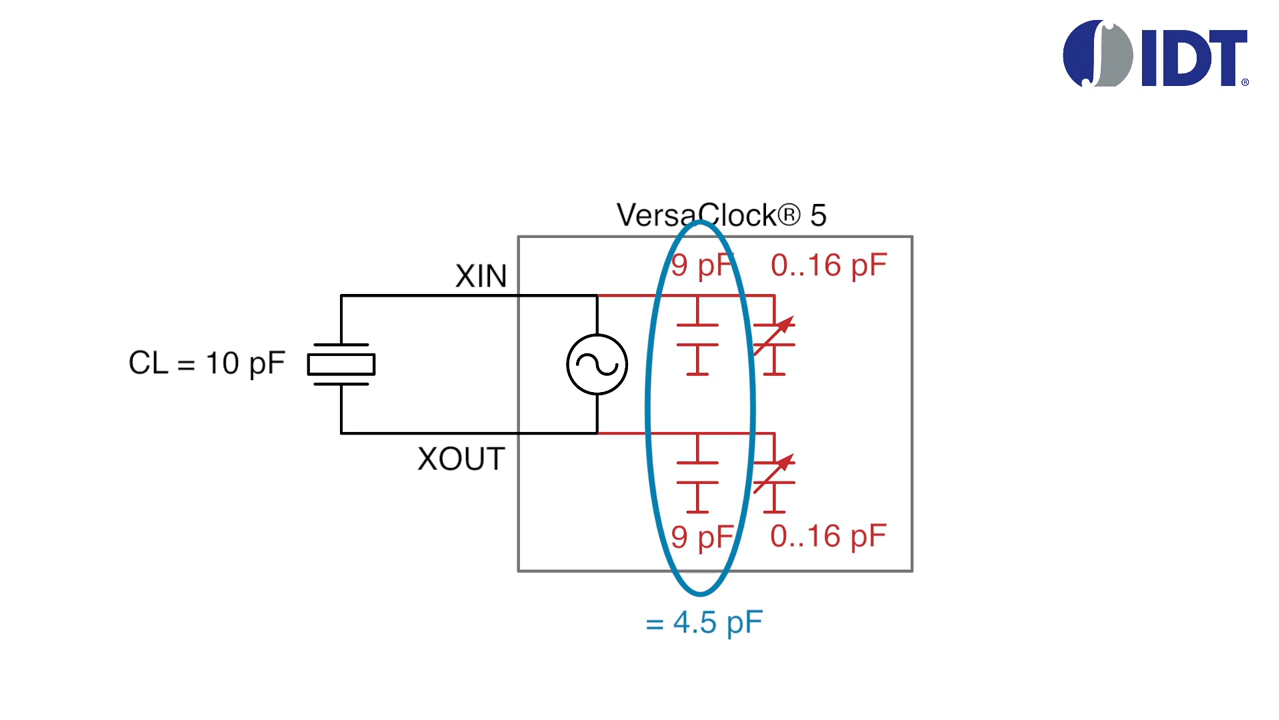 IDT®
VersaClock® 5
9 pF 0..16 pF
XIN
CL = 10 pF
XOUT
9 pF 0..16 pF
= 4.5 pF